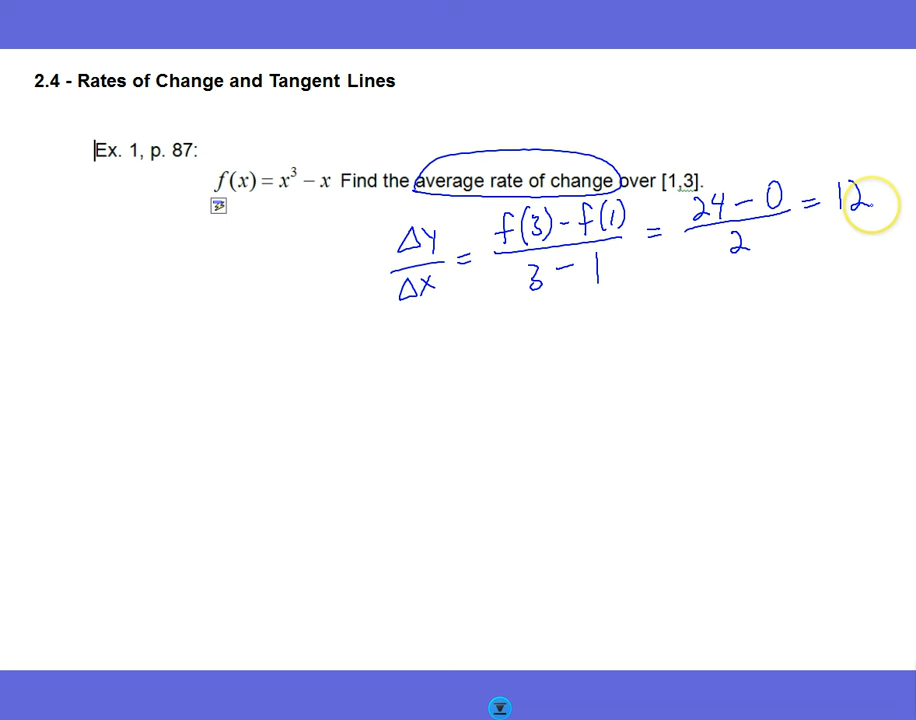 2.4 - Rates of Change and Tangent Lines
Ex. 1, p. 87:
f(x) = x³ − x Find the average rate of change over [1,3].
ΔY/ΔX = (f(3) − f(1))/(3 − 1) = (24 − 0)/2 = 12